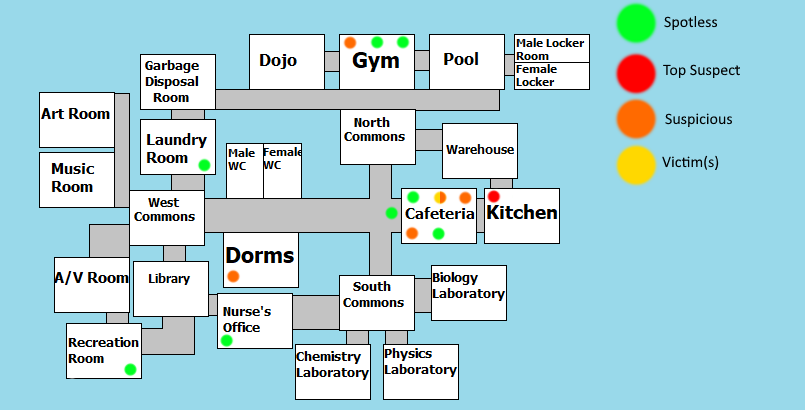 Spotless
Top Suspect
Suspicious
Victim(s)
Dojo
Gym
Pool
Male Locker
Room
Female
Locker
Garbage
Disposal
Room
Art Room
Music
Room
Laundry
Room
North
Commons
Warehouse
Male
WC
Female
WC
West
Commons
Cafeteria
Kitchen
Dorms
A/V Room
Library
South
Commons
Biology
Laboratory
Nurse's
Office
Recreation
Room
Chemistry
Laboratory
Physics
Laboratory